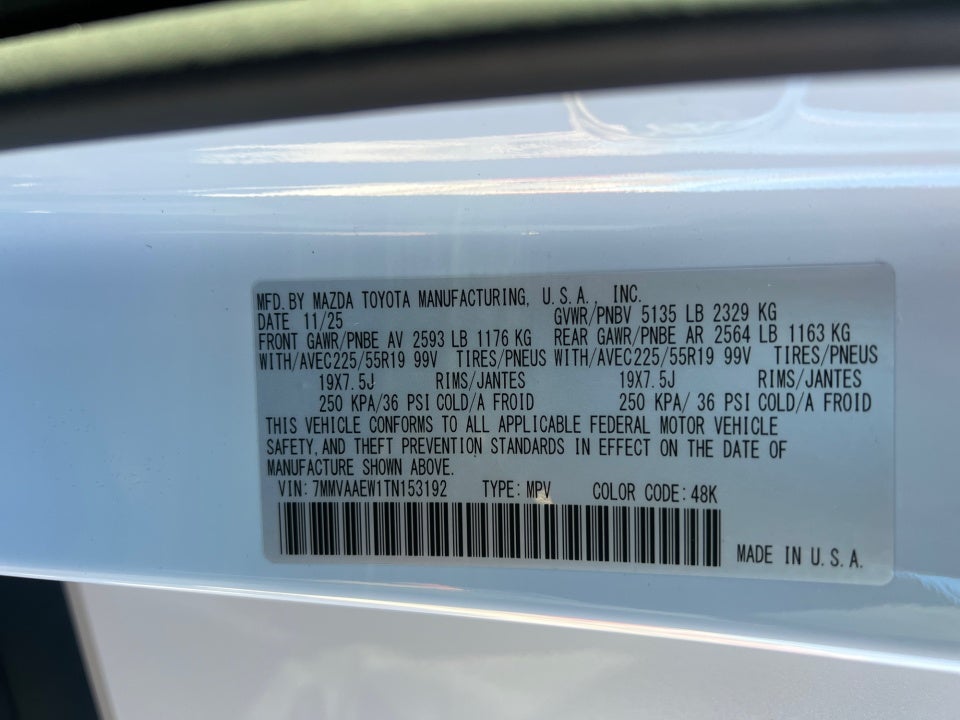 MFD. BY MAZDA TOYOTA MANUFACTURING, U.S.A., INC.
DATE 11/25 GVWR/PNBV 5135 LB 2329 KG
FRONT GAWR/PNBE AV 2593 LB 1176 KG REAR GAWR/PNBE AR 2564 LB 1163 KG
WITH/AVEC225/55R19 99V TIRES/PNEUS WITH/AVEC225/55R19 99V TIRES/PNEUS
19X7.5J RIMS/JANTES 19X7.5J RIMS/JANTES
250 KPA/36 PSI COLD/A FROID 250 KPA/ 36 PSI COLD/A FROID
THIS VEHICLE CONFORMS TO ALL APPLICABLE FEDERAL MOTOR VEHICLE
SAFETY, AND THEFT PREVENTION STANDARDS IN EFFECT ON THE DATE OF
MANUFACTURE SHOWN ABOVE.
VIN: 7MMVAAEW1TN153192 TYPE: MPV COLOR CODE: 48K
MADE IN U.S.A.